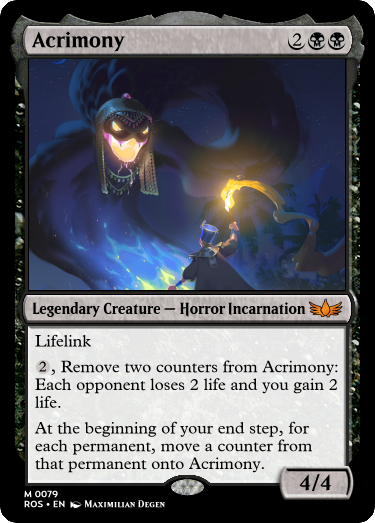 Acrimony 2
Legendary Creature — Horror Incarnation
Lifelink
2, Remove two counters from Acrimony:
Each opponent loses 2 life and you gain 2
life.
At the beginning of your end step, for
each permanent, move a counter from
that permanent onto Acrimony.
4/4
M 0079
ROS • EN Maximilian Degen